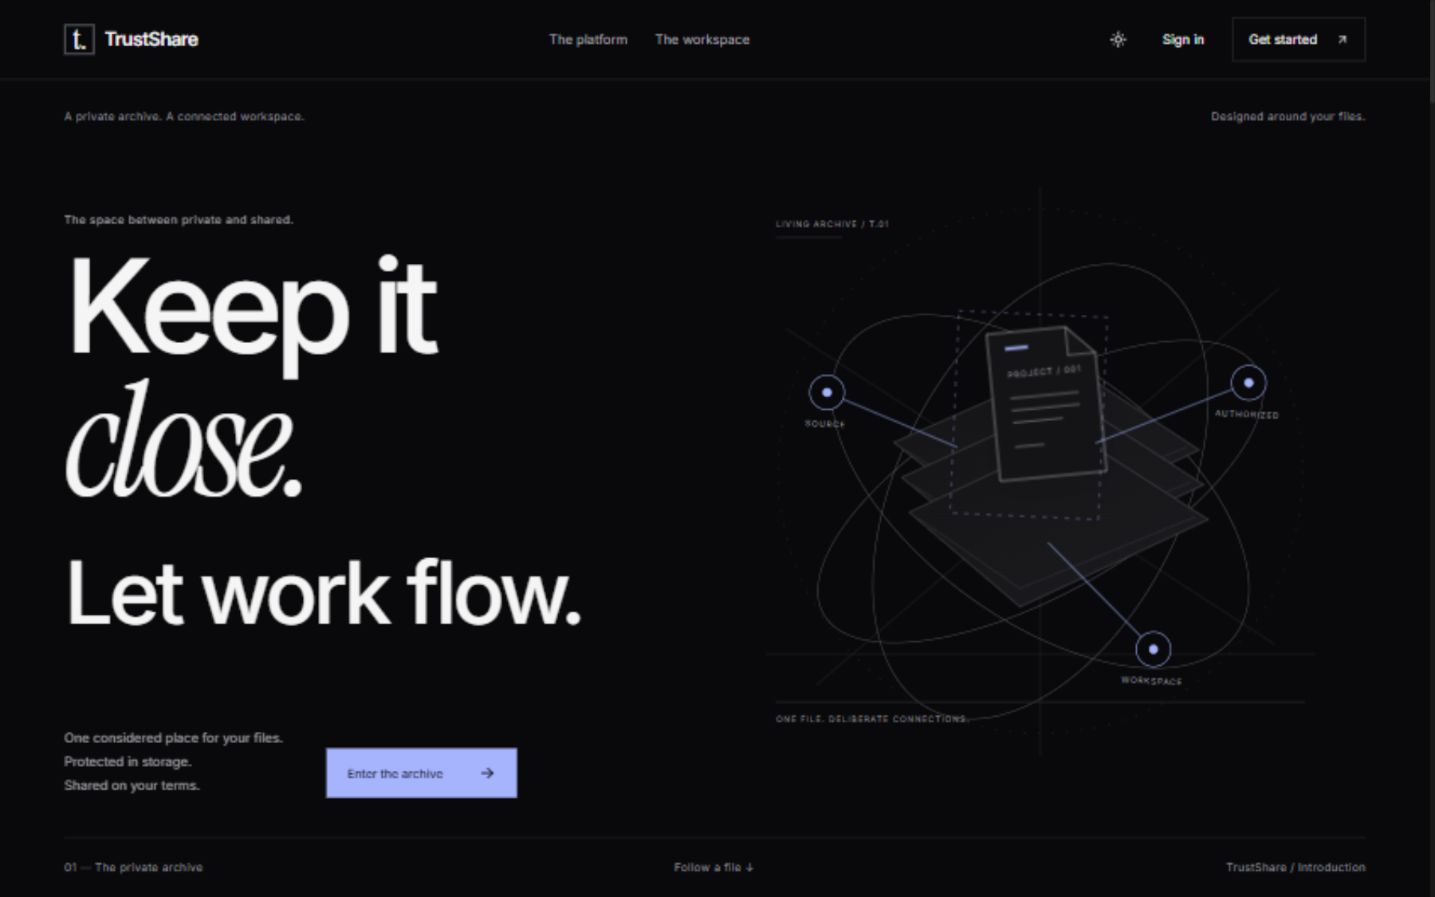 t. TrustShare
The platform
The workspace
Sign in
Get started
A private archive. A connected workspace.
Designed around your files.
The space between private and shared.
Keep it
close.
Let work flow.
One considered place for your files.
Protected in storage.
Shared on your terms.
Enter the archive →
LIVING ARCHIVE / T.01
PROJECT / 001
SOURCE
AUTHORIZED
WORKSPACE
ONE FILE. DELIBERATE CONNECTIONS.
01 — The private archive
Follow a file ↓
TrustShare / Introduction